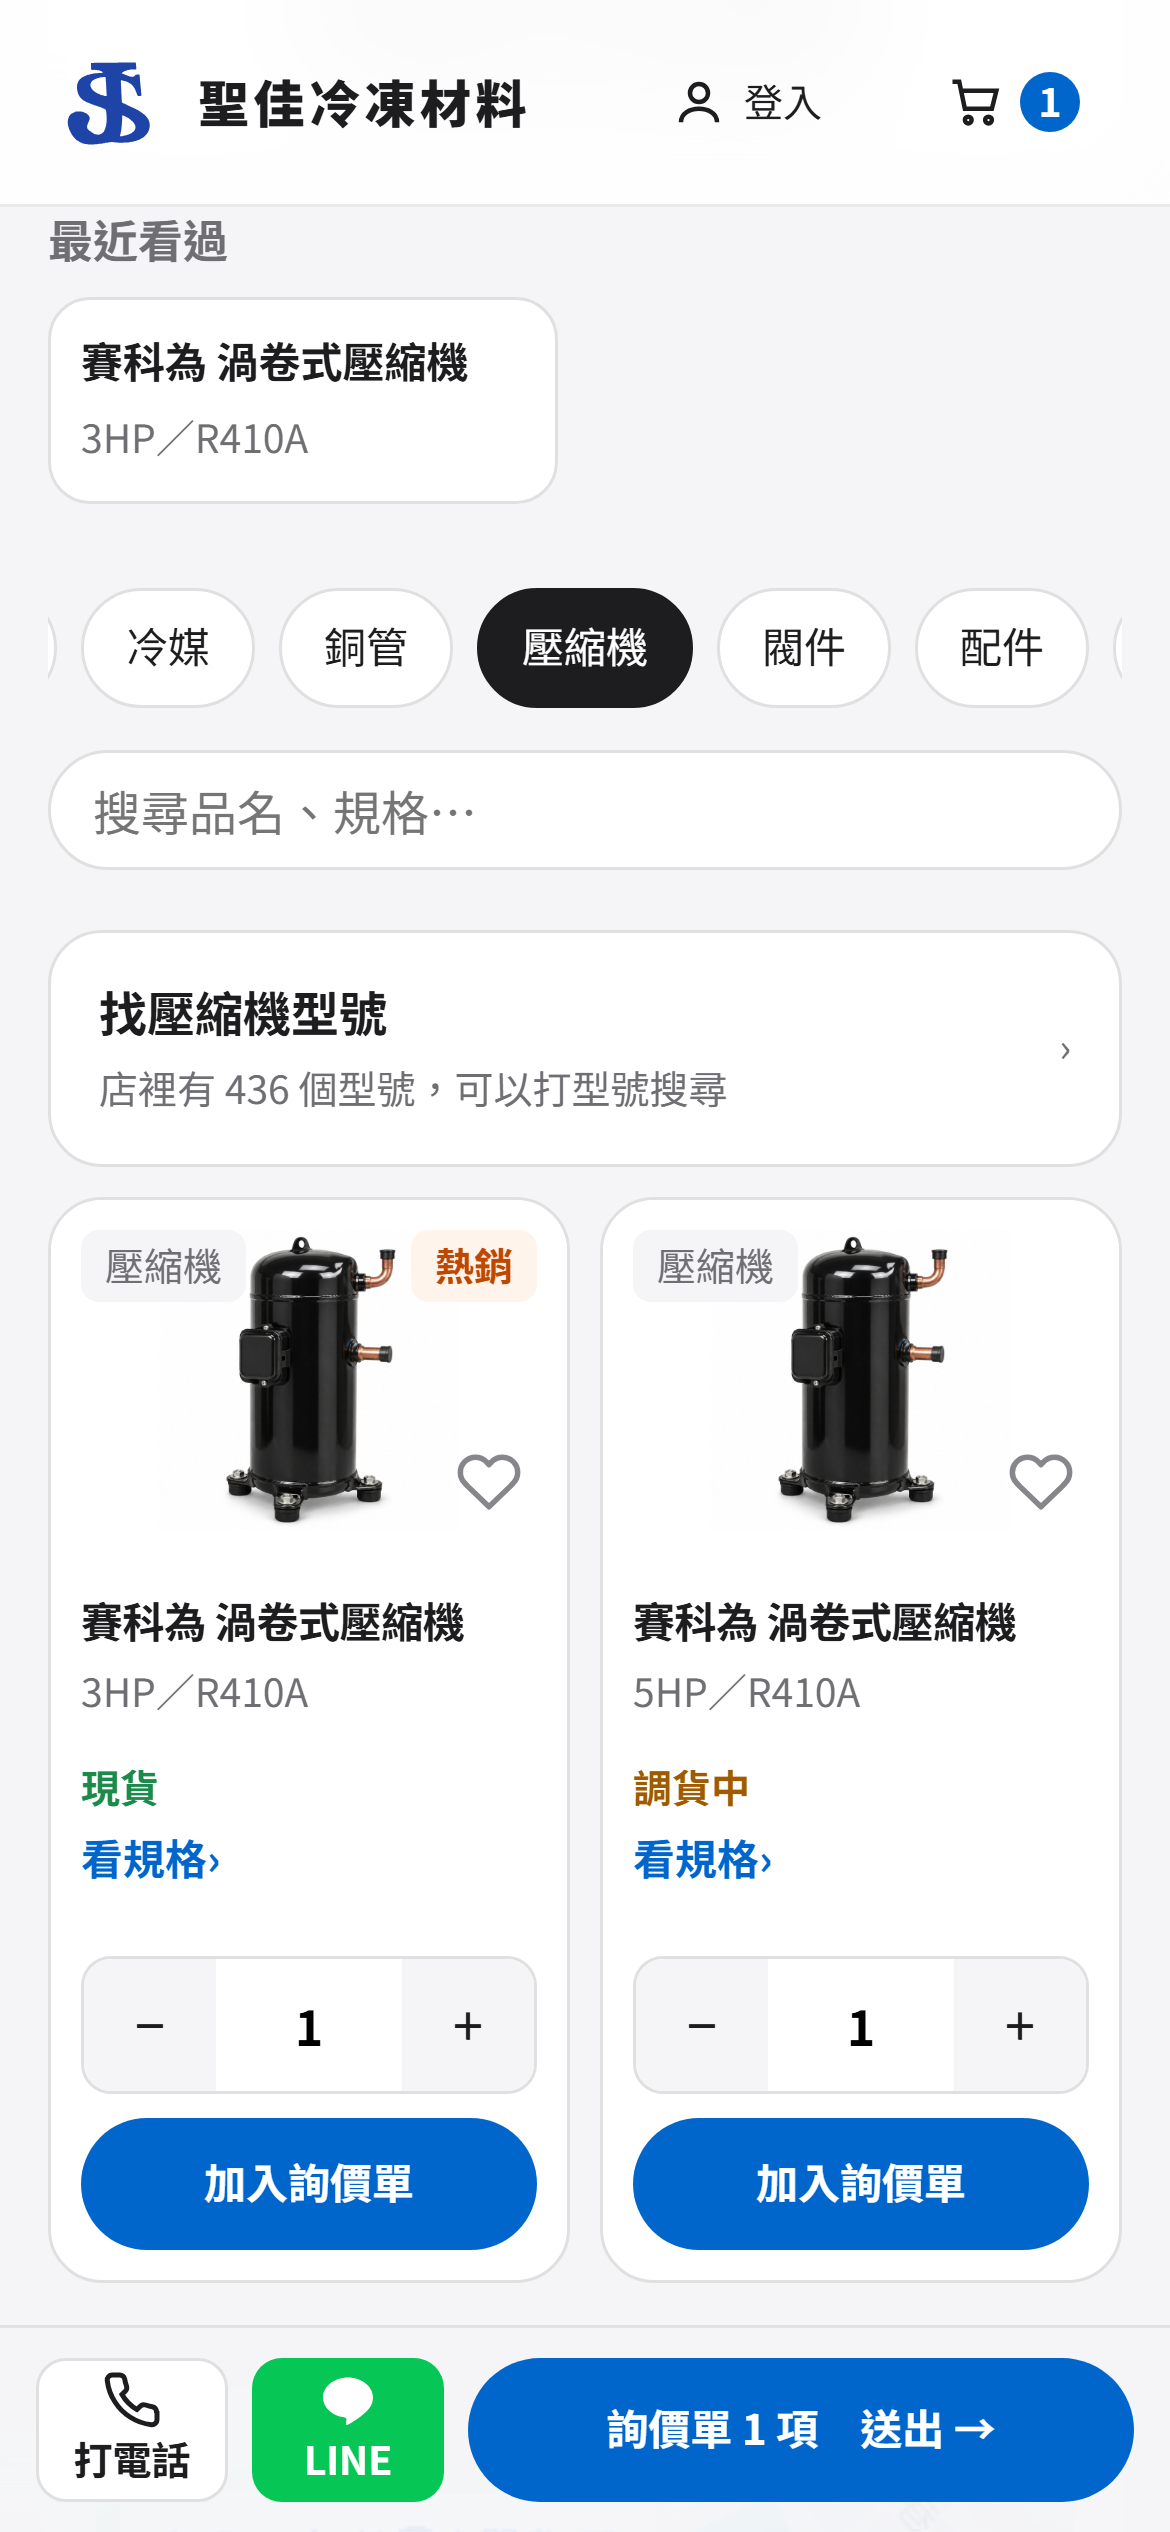 聖佳冷凍材料
登入
1
最近看過
賽科為 渦卷式壓縮機
3HP／R410A
冷媒
銅管
壓縮機
閥件
配件
搜尋品名、規格…
找壓縮機型號
店裡有 436 個型號，可以打型號搜尋
›
壓縮機
熱銷
賽科為 渦卷式壓縮機
3HP／R410A
現貨
看規格›
− 1 +
加入詢價單
壓縮機
賽科為 渦卷式壓縮機
5HP／R410A
調貨中
看規格›
− 1 +
加入詢價單
打電話
LINE
詢價單 1 項 送出 →